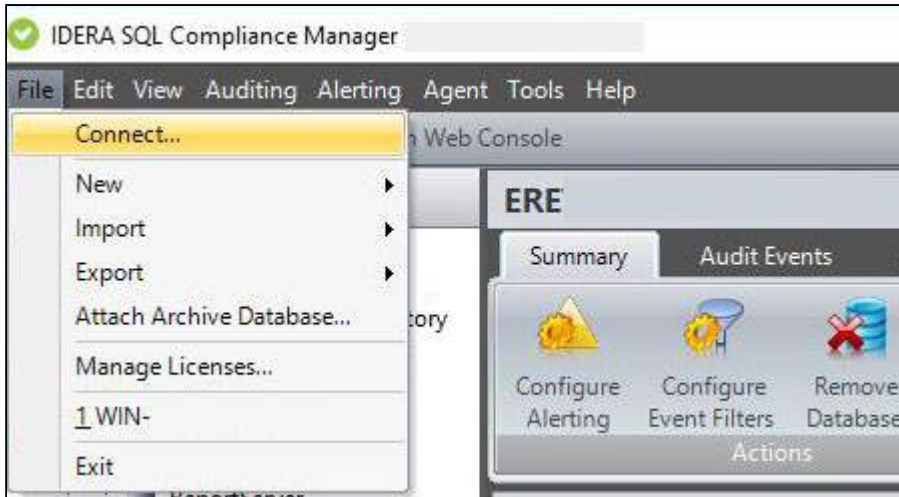 IDERA SQL Compliance Manager
File Edit View Auditing Alerting Agent Tools Help
Connect...
Web Console
New
ERE
Import
Summary Audit Events
Export
Attach Archive Database...
tory
Manage Licenses...
Configure Alerting
Configure Event Filters
Remove Database
1 WIN-
Actions
Exit
ReportServer